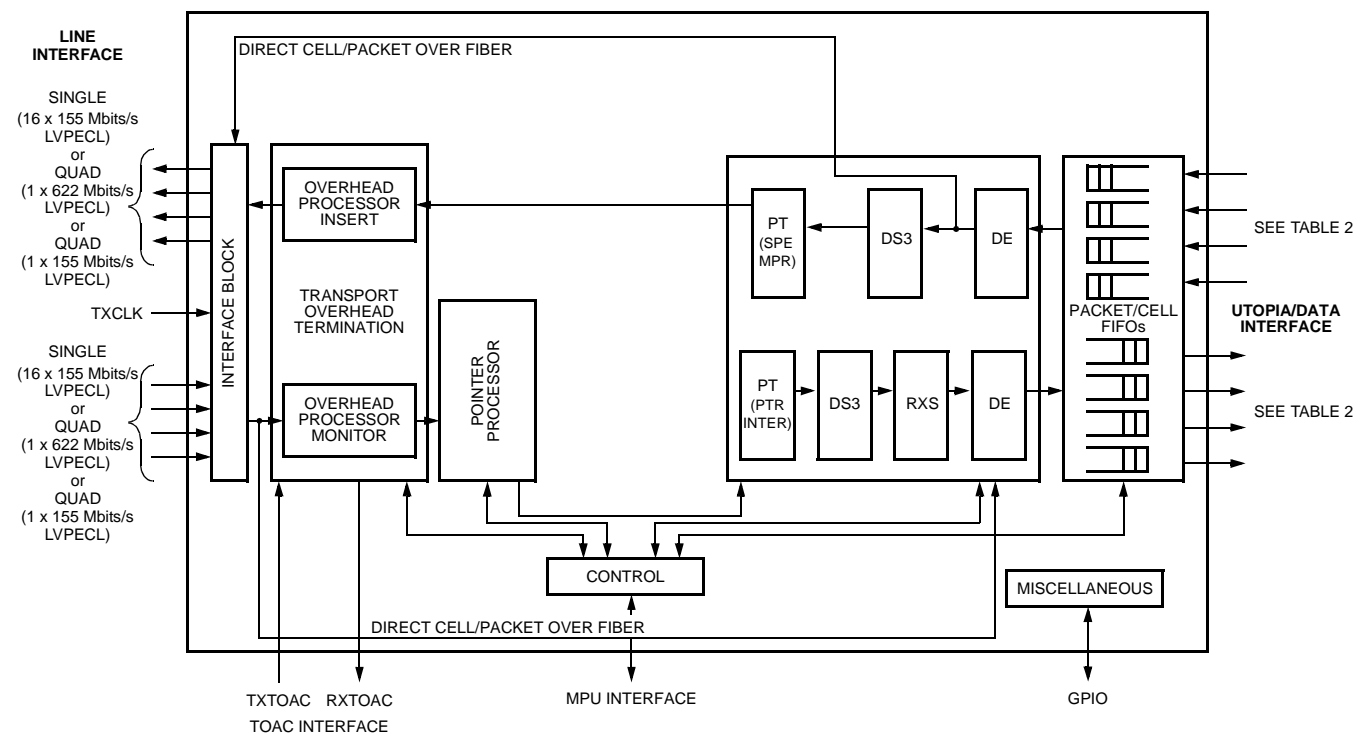 LINE
INTERFACE
SINGLE
(16 x 155 Mbits/s
LVPECL)
or
QUAD
(1 x 622 Mbits/s
LVPECL)
or
QUAD
(1 x 155 Mbits/s
LVPECL)
TXCLK
SINGLE
(16 x 155 Mbits/s
LVPECL)
or
QUAD
(1 x 622 Mbits/s
LVPECL)
or
QUAD
(1 x 155 Mbits/s
LVPECL)
DIRECT CELL/PACKET OVER FIBER
INTERFACE BLOCK
OVERHEAD
PROCESSOR
INSERT
TRANSPORT
OVERHEAD
TERMINATION
OVERHEAD
PROCESSOR
MONITOR
POINTER
PROCESSOR
PT
(SPE
MPR)
DS3
DE
PT
(PTR
INTER)
DS3
RXS
DE
PACKET/CELL
FIFOs
SEE TABLE 2
UTOPIA/DATA
INTERFACE
SEE TABLE 2
CONTROL
MISCELLANEOUS
DIRECT CELL/PACKET OVER FIBER
TXTOAC RXTOAC
TOAC INTERFACE
MPU INTERFACE
GPIO